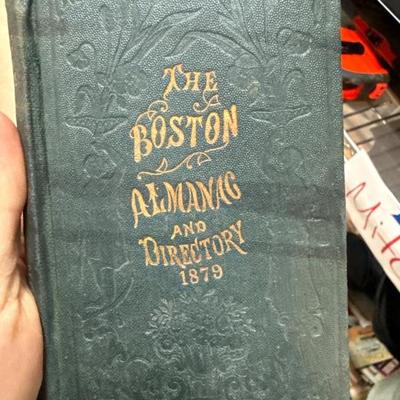 THE
BOSTON
ALMANAC
AND
DIRECTORY
1879